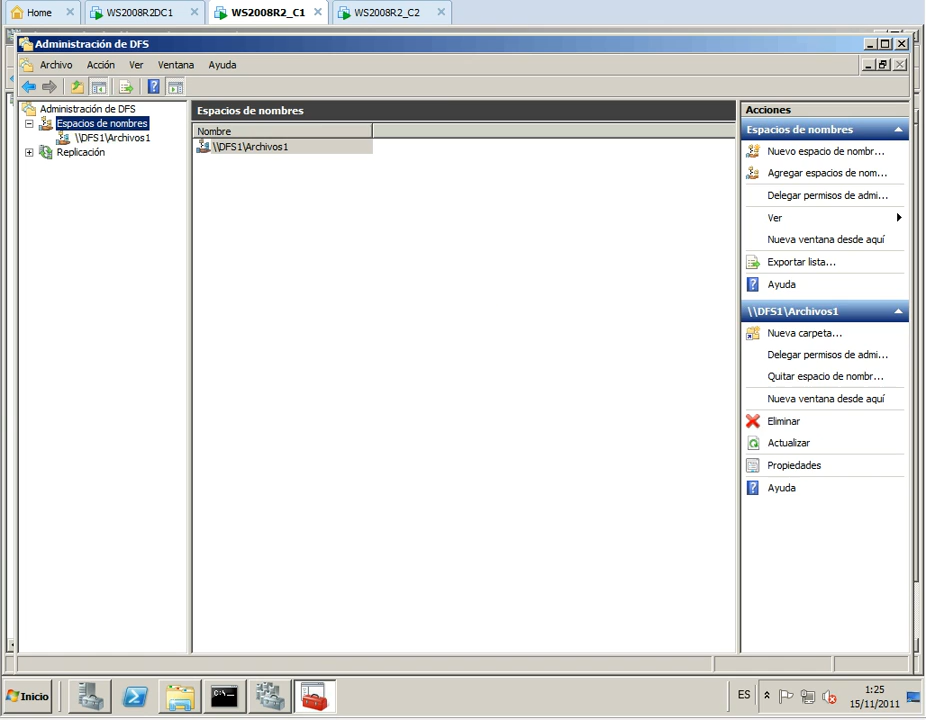 Home
WS2008R2DC1
WS2008R2_C1
WS2008R2_C2
Administración de DFS
Archivo Acción Ver Ventana Ayuda
Administración de DFS
Espacios de nombres
\\DFS1\Archivos1
Replicación
Espacios de nombres
Nombre
\\DFS1\Archivos1
Acciones
Espacios de nombres
Nuevo espacio de nombr...
Agregar espacios de nom...
Delegar permisos de admi...
Ver
Nueva ventana desde aquí
Exportar lista...
Ayuda
\\DFS1\Archivos1
Nueva carpeta...
Delegar permisos de admi...
Quitar espacio de nombr...
Nueva ventana desde aquí
Eliminar
Actualizar
Propiedades
Ayuda
Inicio
C:\.
ES
1:25
15/11/2011